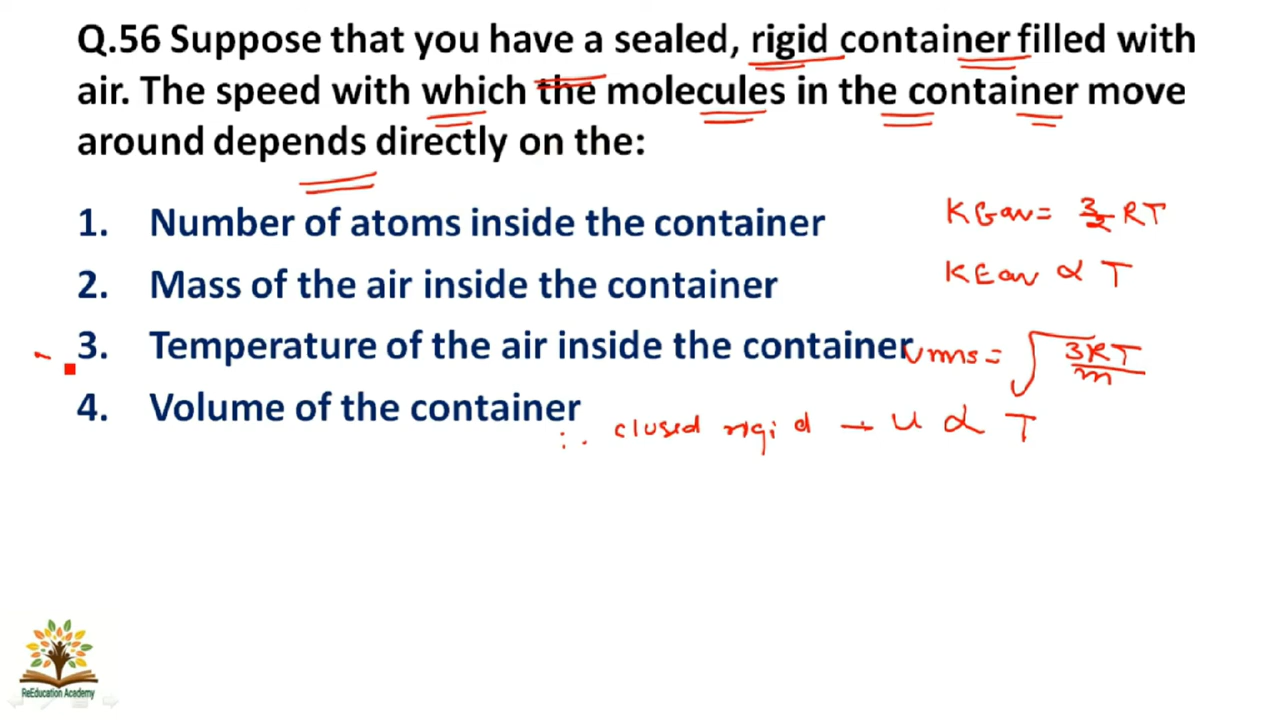 Q.56 Suppose that you have a sealed, rigid container filled with
air. The speed with which the molecules in the container move
around depends directly on the:
1. Number of atoms inside the container
2. Mass of the air inside the container
3. Temperature of the air inside the container
4. Volume of the container
KEav = 3/2 RT
KEav ∝ T
Vrms = √3RT/m
∴ closed rigid → U ∝ T
ReEducation Academy